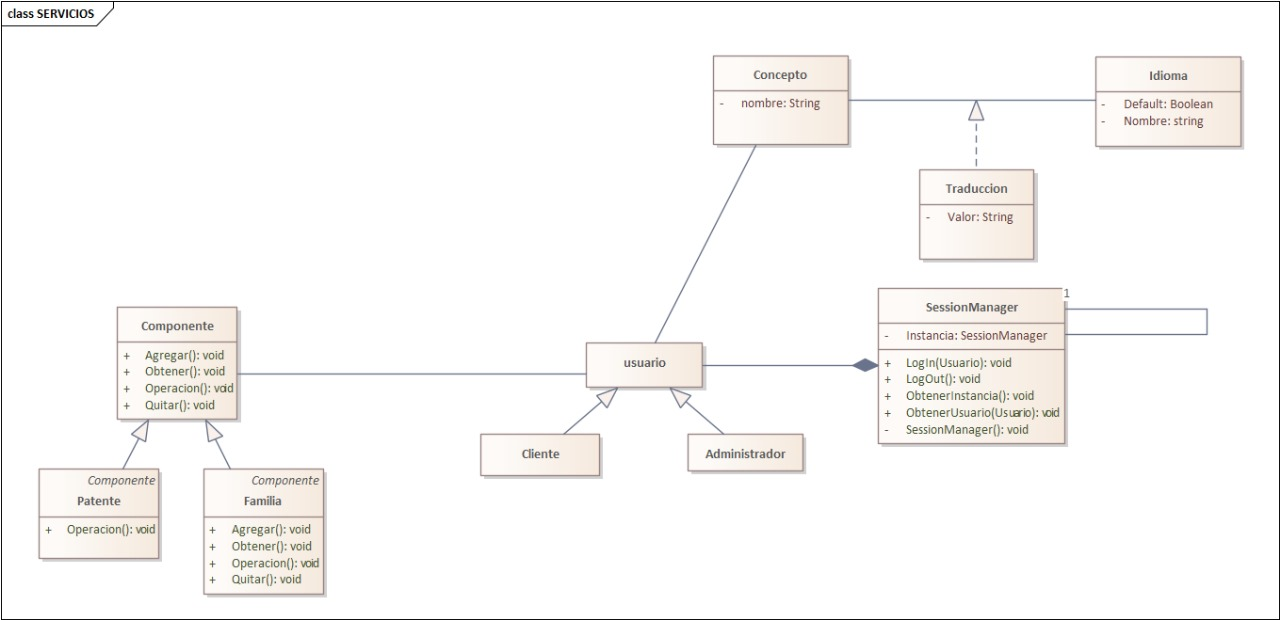 class SERVICIOS
Concepto
- nombre: String
Idioma
- Default: Boolean
- Nombre: string
Traduccion
- Valor: String
SessionManager
1
- Instancia: SessionManager
+ LogIn(Usuario): void
+ LogOut(): void
+ ObtenerInstancia(): void
+ ObtenerUsuario(Usuario): void
- SessionManager(): void
Componente
+ Agregar(): void
+ Obtener(): void
+ Operacion(): void
+ Quitar(): void
usuario
Cliente
Administrador
Componente
Patente
+ Operacion(): void
Componente
Familia
+ Agregar(): void
+ Obtener(): void
+ Operacion(): void
+ Quitar(): void